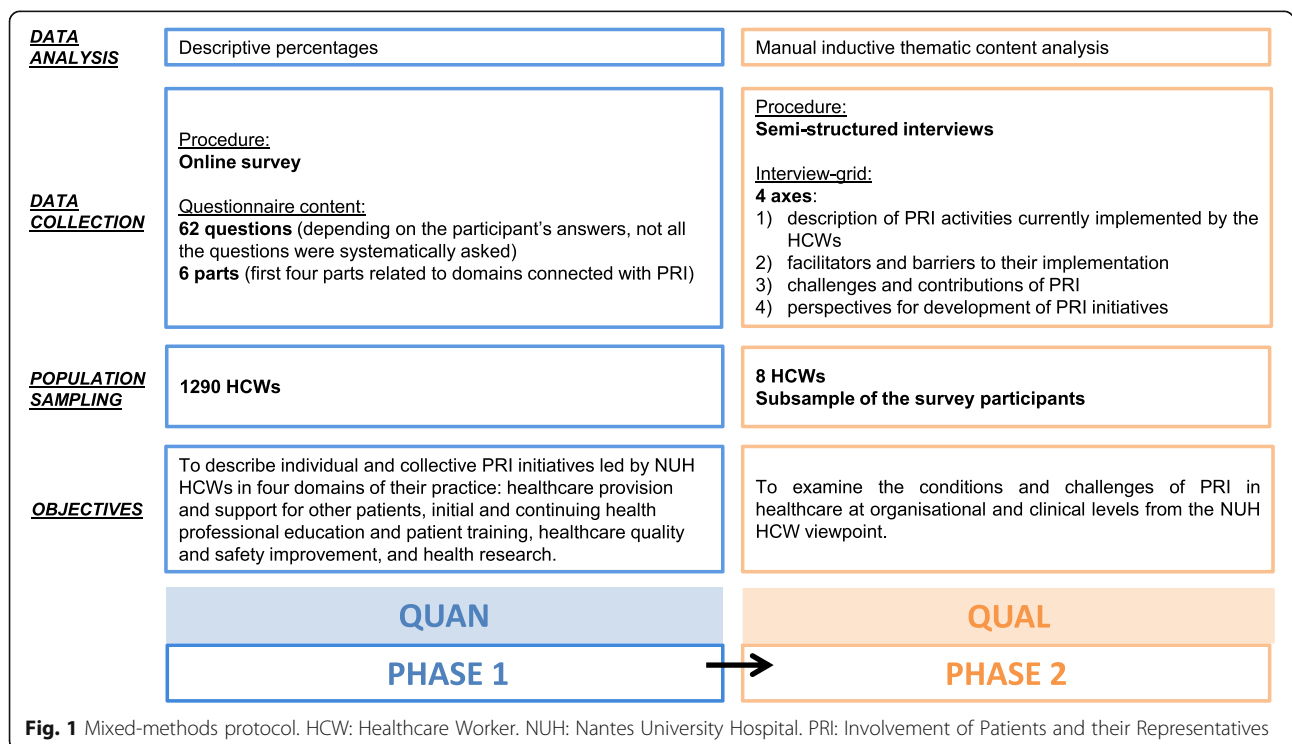 DATA
ANALYSIS
Descriptive percentages
Manual inductive thematic content analysis
DATA
COLLECTION
Procedure:
Online survey
Questionnaire content:
62 questions (depending on the participant's answers, not all
the questions were systematically asked)
6 parts (first four parts related to domains connected with PRI)
Procedure:
Semi-structured interviews
Interview-grid:
4 axes:
1) description of PRI activities currently implemented by the
HCWs
2) facilitators and barriers to their implementation
3) challenges and contributions of PRI
4) perspectives for development of PRI initiatives
POPULATION
SAMPLING
1290 HCWs
8 HCWs
Subsample of the survey participants
OBJECTIVES
To describe individual and collective PRI initiatives led by NUH
HCWs in four domains of their practice: healthcare provision
and support for other patients, initial and continuing health
professional education and patient training, healthcare quality
and safety improvement, and health research.
To examine the conditions and challenges of PRI in
healthcare at organisational and clinical levels from the NUH
HCW viewpoint.
QUAN
QUAL
PHASE 1
PHASE 2
Fig. 1 Mixed-methods protocol. HCW: Healthcare Worker. NUH: Nantes University Hospital. PRI: Involvement of Patients and their Representatives